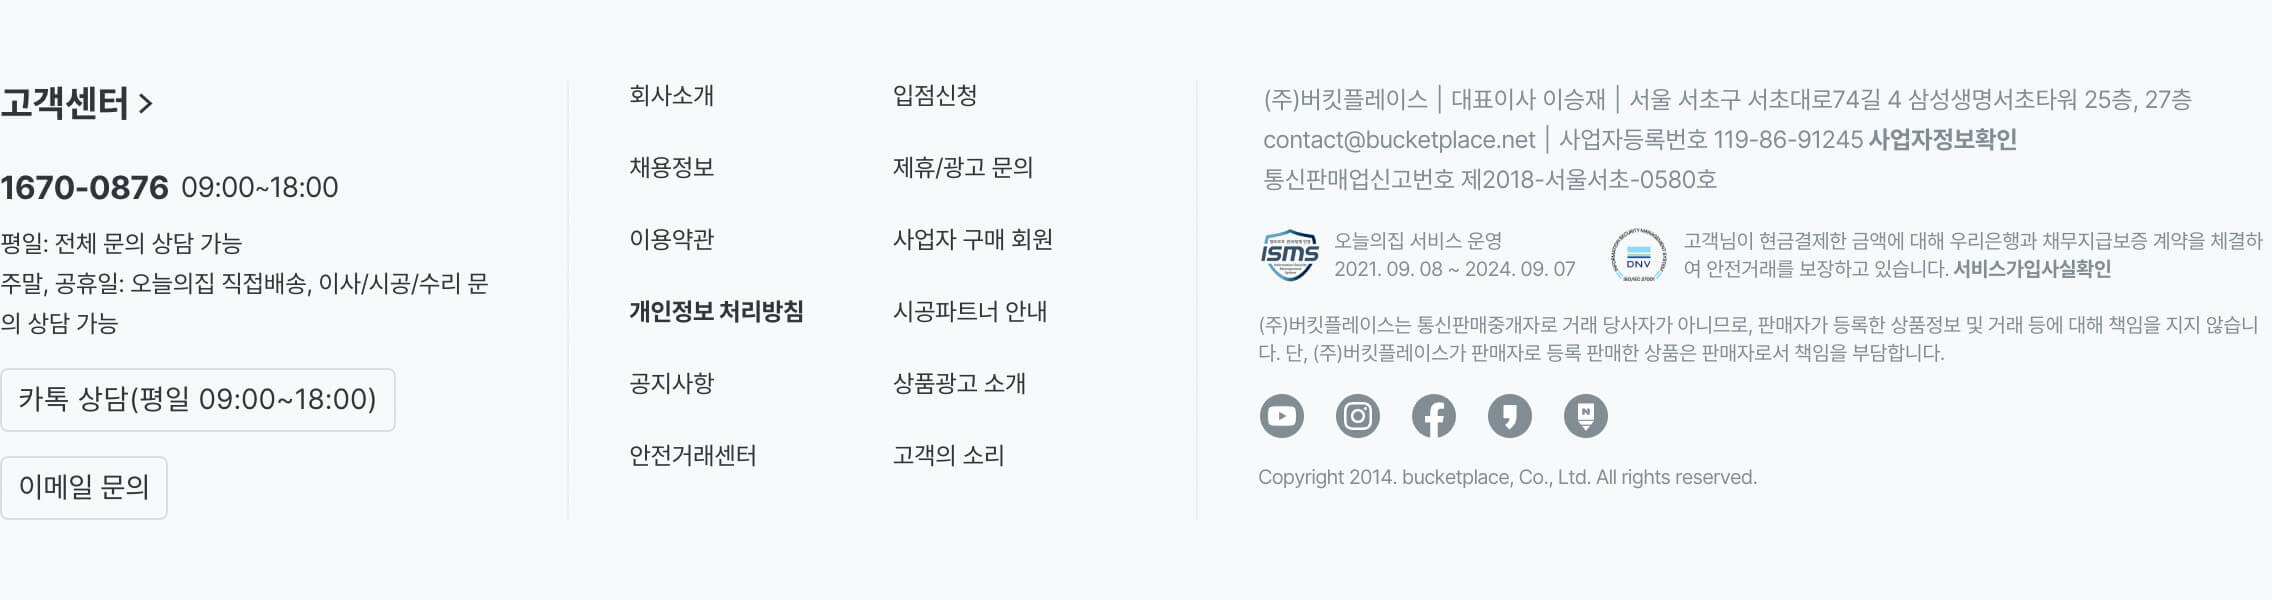 고객센터 >
1670-0876 09:00~18:00
평일: 전체 문의 상담 가능
주말, 공휴일: 오늘의집 직접배송, 이사/시공/수리 문
의 상담 가능
카톡 상담(평일 09:00~18:00)
이메일 문의
회사소개
채용정보
이용약관
개인정보 처리방침
공지사항
안전거래센터
입점신청
제휴/광고 문의
사업자 구매 회원
시공파트너 안내
상품광고 소개
고객의 소리
(주)버킷플레이스 | 대표이사 이승재 | 서울 서초구 서초대로74길 4 삼성생명서초타워 25층, 27층
contact@bucketplace.net | 사업자등록번호 119-86-91245 사업자정보확인
통신판매업신고번호 제2018-서울서초-0580호
ISMS
오늘의집 서비스 운영
2021. 09. 08 ~ 2024. 09. 07
INFORMATION SECURITY MANAGEMENT SYSTEM
DNV
ISO/IEC 27001
고객님이 현금결제한 금액에 대해 우리은행과 채무지급보증 계약을 체결하
여 안전거래를 보장하고 있습니다. 서비스가입사실확인
(주)버킷플레이스는 통신판매중개자로 거래 당사자가 아니므로, 판매자가 등록한 상품정보 및 거래 등에 대해 책임을 지지 않습니
다. 단, (주)버킷플레이스가 판매자로 등록 판매한 상품은 판매자로서 책임을 부담합니다.
N
Copyright 2014. bucketplace, Co., Ltd. All rights reserved.